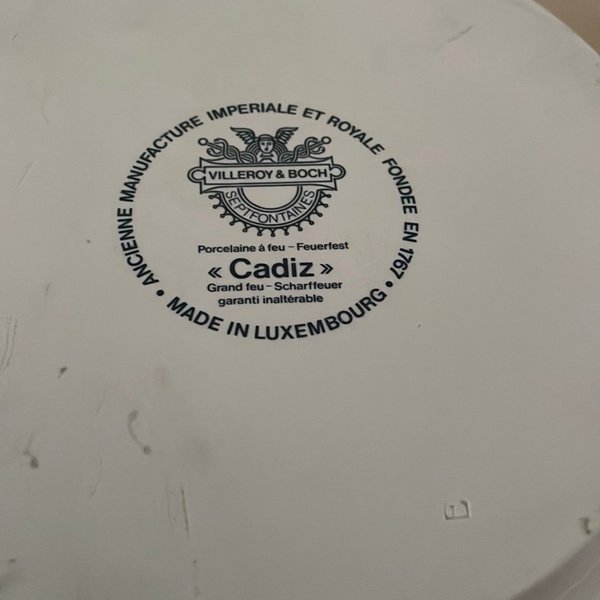 ANCIENNE MANUFACTURE IMPERIALE ET ROYALE FONDEE EN 1767
VILLEROY & BOCH
SEPTFONTAINES
Porcelaine à feu – Feuerfest
« Cadiz »
Grand feu – Scharffeuer
garanti inaltérable
• MADE IN LUXEMBOURG •
E